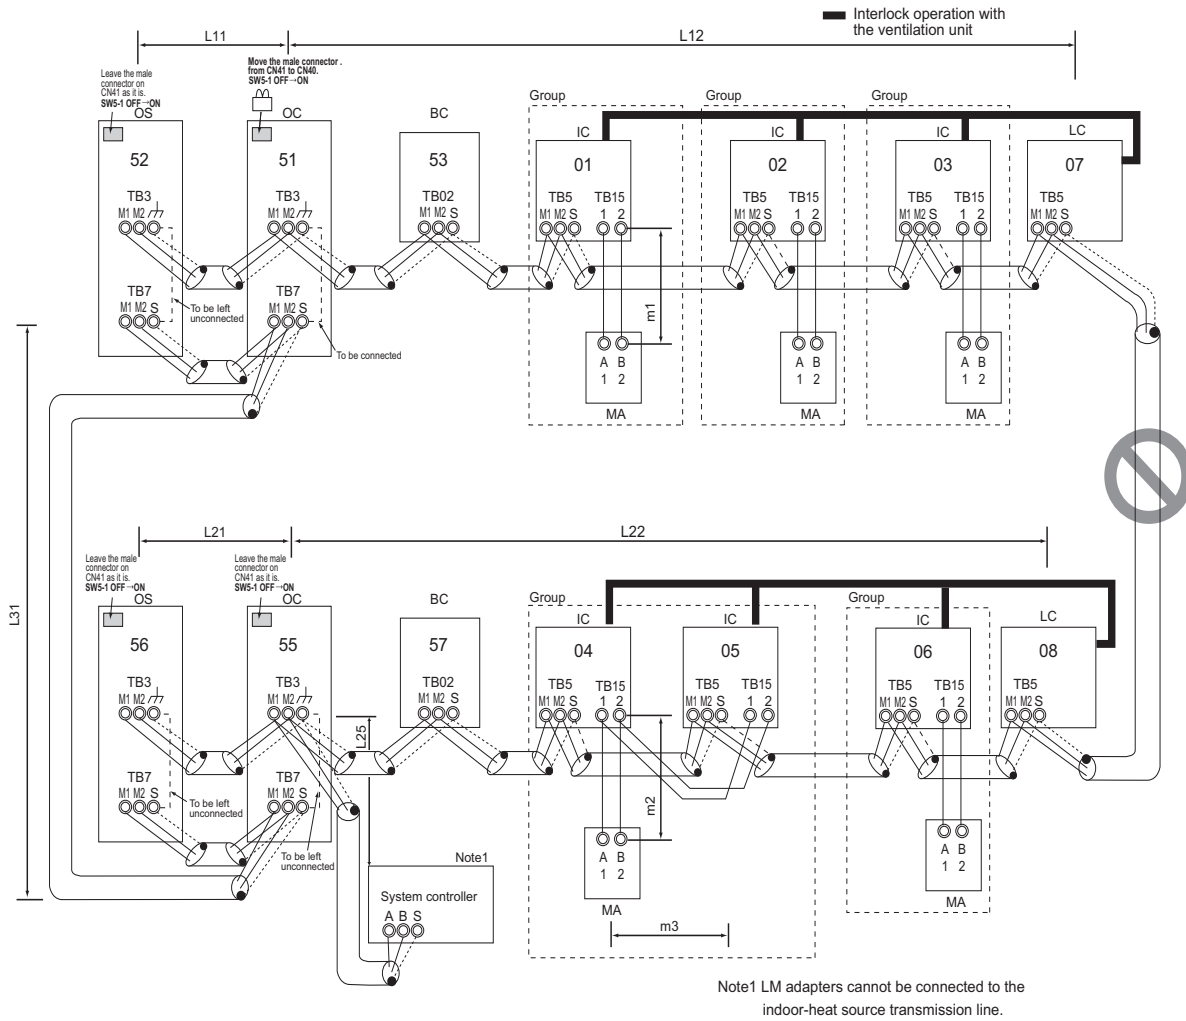 Interlock operation with
the ventilation unit
L11
L12
Leave the male
connector on
CN41 as it is.
SW5-1 OFF→ON
Move the male connector .
from CN41 to CN40.
SW5-1 OFF→ON
OS
OC
BC
Group
Group
Group
IC
IC
IC
LC
52
51
53
01
02
03
07
TB3
TB3
TB02
TB5 TB15
TB5 TB15
TB5 TB15
TB5
M1 M2
M1 M2
M1 M2 S
M1 M2 S 1 2
M1 M2 S 1 2
M1 M2 S 1 2
M1 M2 S
TB7
TB7
M1 M2 S
M1 M2 S
To be left
unconnected
To be connected
m1
A B
1 2
MA
A B
1 2
MA
A B
1 2
MA
L31
L21
L22
Leave the male
connector on
CN41 as it is.
SW5-1 OFF→ON
Leave the male
connector on
CN41 as it is.
SW5-1 OFF→ON
OS
OC
BC
Group
Group
IC
IC
IC
LC
56
55
57
04
05
06
08
TB3
TB3
TB02
TB5 TB15
TB5 TB15
TB5 TB15
TB5
M1 M2
M1 M2
M1 M2 S
M1 M2 S 1 2
M1 M2 S 1 2
M1 M2 S 1 2
M1 M2 S
L25
TB7
TB7
M1 M2 S
M1 M2 S
To be left
unconnected
To be left
unconnected
m2
A B
1 2
MA
A B
1 2
MA
m3
Note1
System controller
A B S
Note1 LM adapters cannot be connected to the
indoor-heat source transmission line.